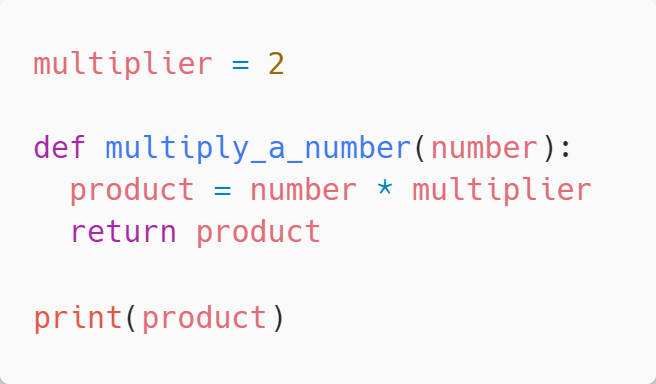 multiplier = 2

def multiply_a_number(number):
  product = number * multiplier
  return product

print(product)